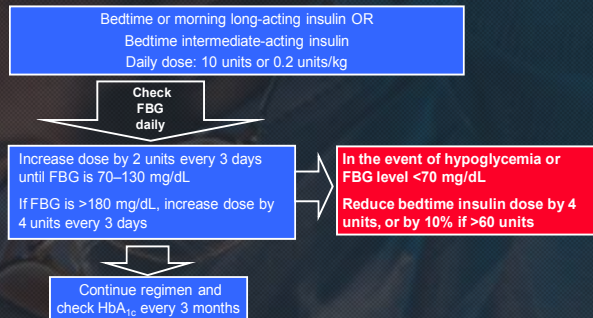 Bedtime or morning long-acting insulin OR
Bedtime intermediate-acting insulin
Daily dose: 10 units or 0.2 units/kg
Check
FBG
daily
Increase dose by 2 units every 3 days
until FBG is 70–130 mg/dL
If FBG is >180 mg/dL, increase dose by
4 units every 3 days
In the event of hypoglycemia or
FBG level <70 mg/dL
Reduce bedtime insulin dose by 4
units, or by 10% if >60 units
Continue regimen and
check HbA1c every 3 months